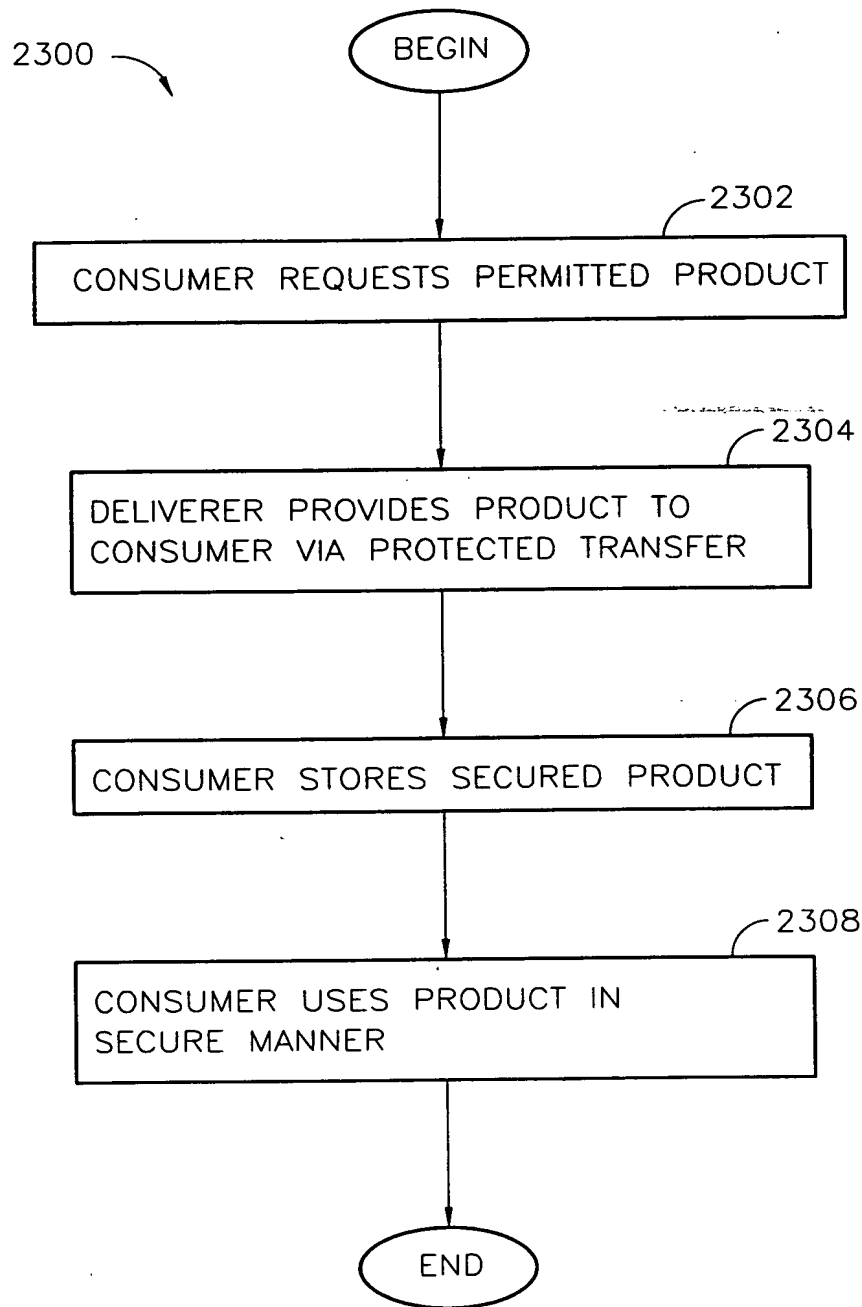 2300
BEGIN
2302
CONSUMER REQUESTS PERMITTED PRODUCT
2304
DELIVERER PROVIDES PRODUCT TO
CONSUMER VIA PROTECTED TRANSFER
2306
CONSUMER STORES SECURED PRODUCT
2308
CONSUMER USES PRODUCT IN
SECURE MANNER
END